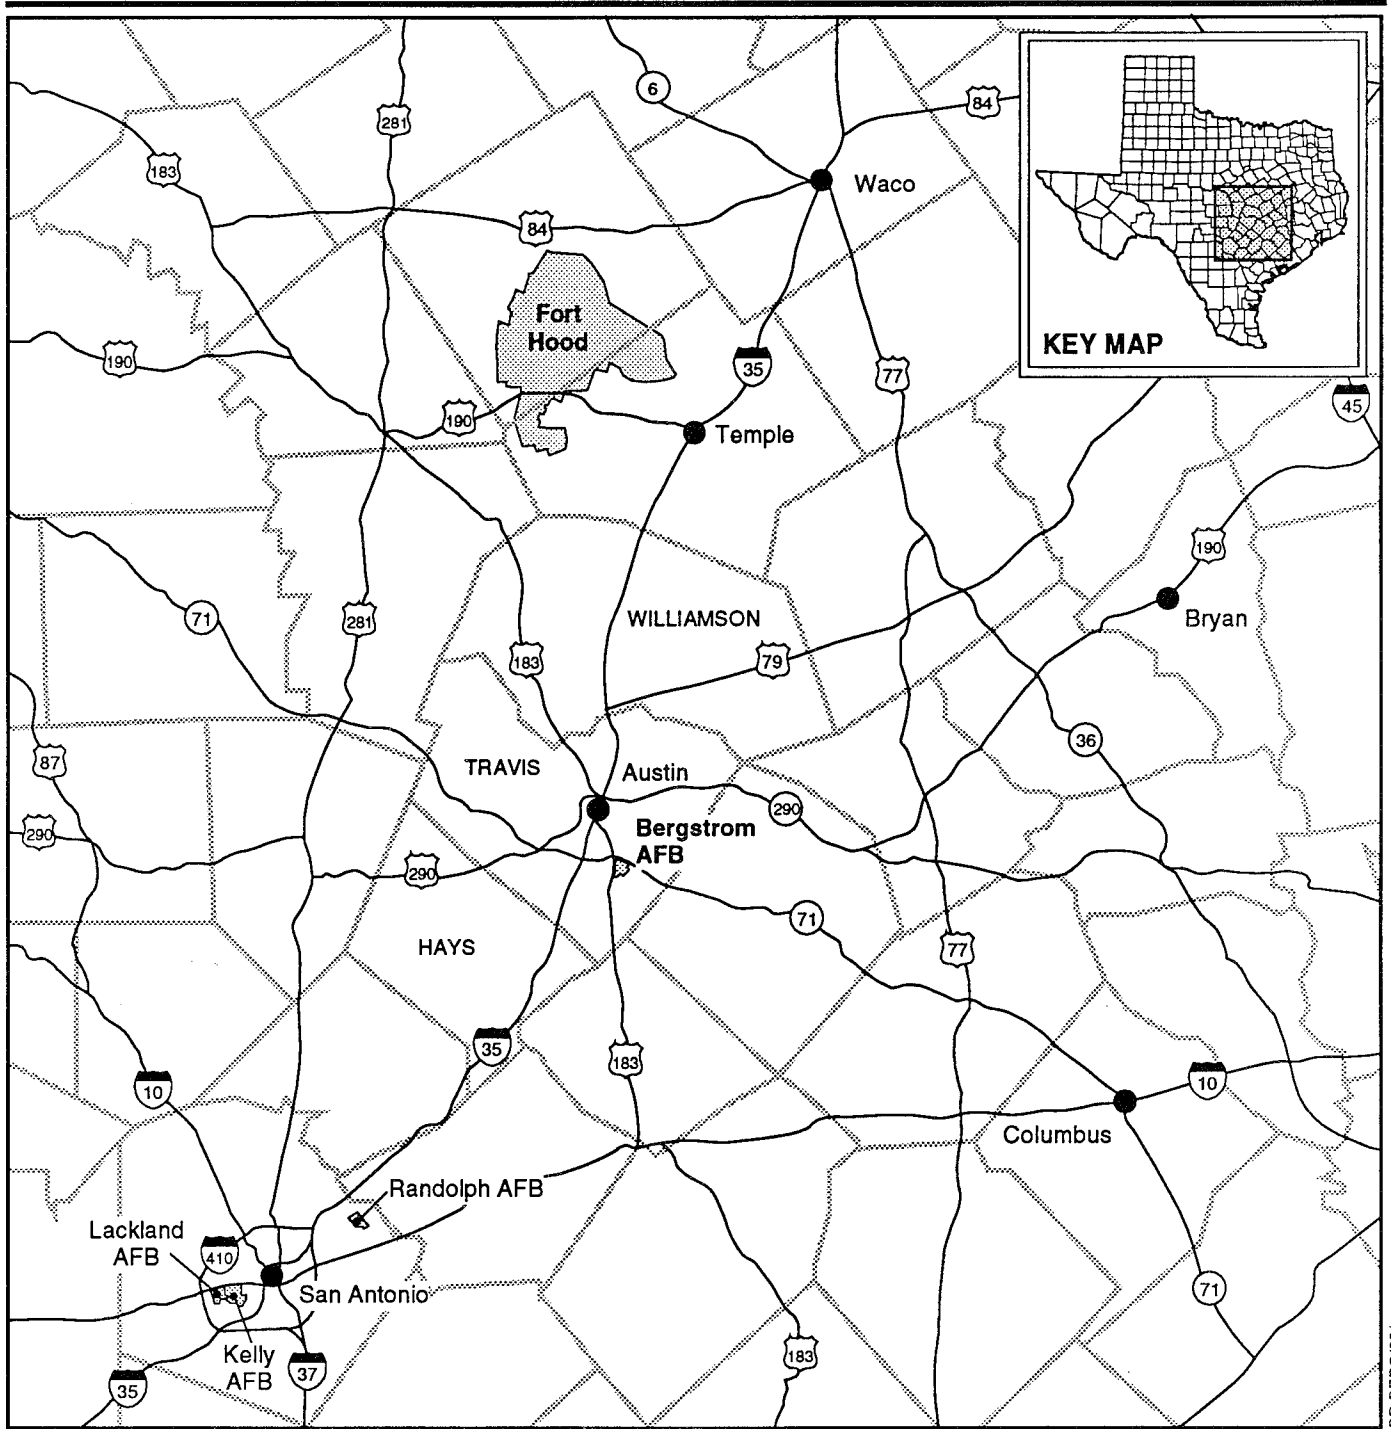 6
84
281
183
Waco
84
Fort
Hood
KEY MAP
190
35
77
45
190
Temple
190
71
281
WILLIAMSON
Bryan
183
79
36
87
TRAVIS
Austin
290
290
Bergstrom
AFB
290
71
HAYS
77
35
183
10
10
Columbus
Randolph AFB
Lackland
AFB
410
San Antonio
71
Kelly
AFB
37
183
35